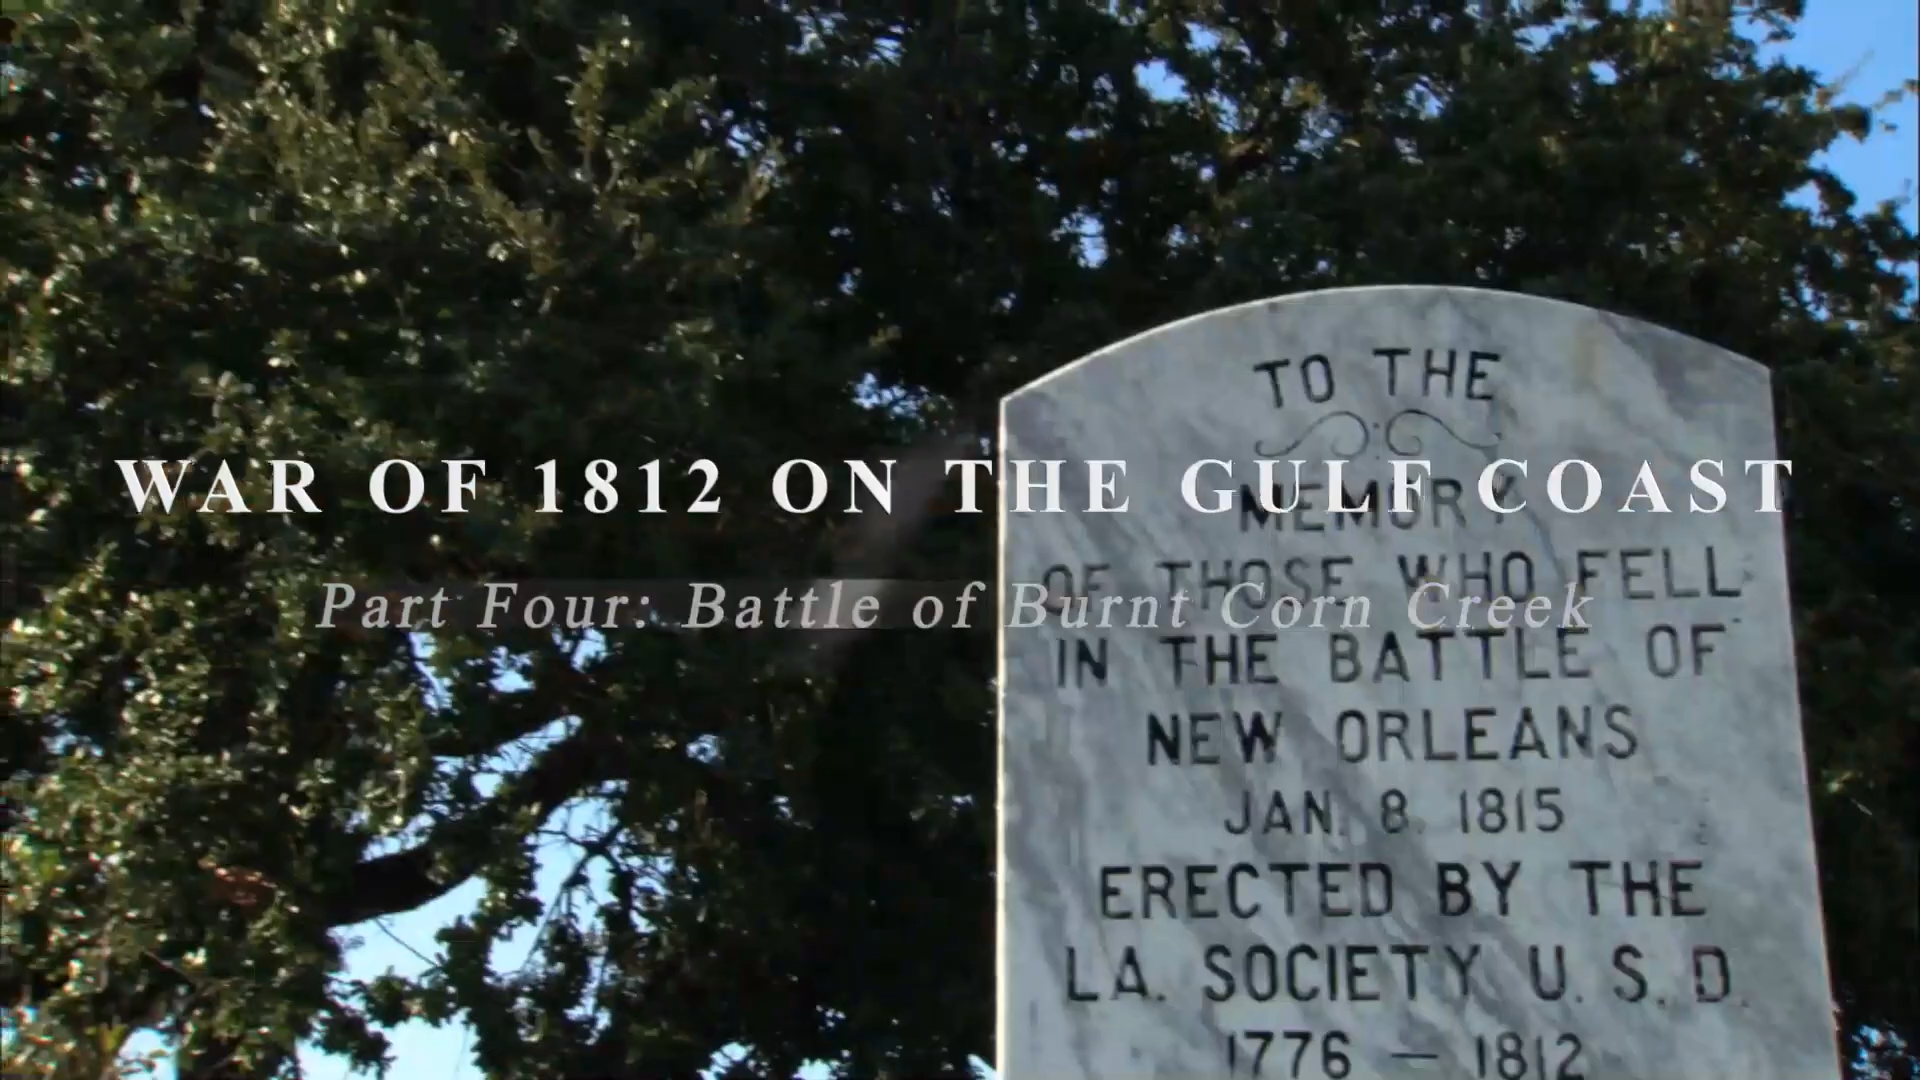 TO THE
WAR OF 1812 ON THE GULF COAST
MEMORY
OF THOSE WHO FELL
Part Four: Battle of Burnt Corn Creek
IN THE BATTLE OF
NEW ORLEANS
JAN. 8. 1815
ERECTED BY THE
LA. SOCIETY U. S. D.
1776 — 1812